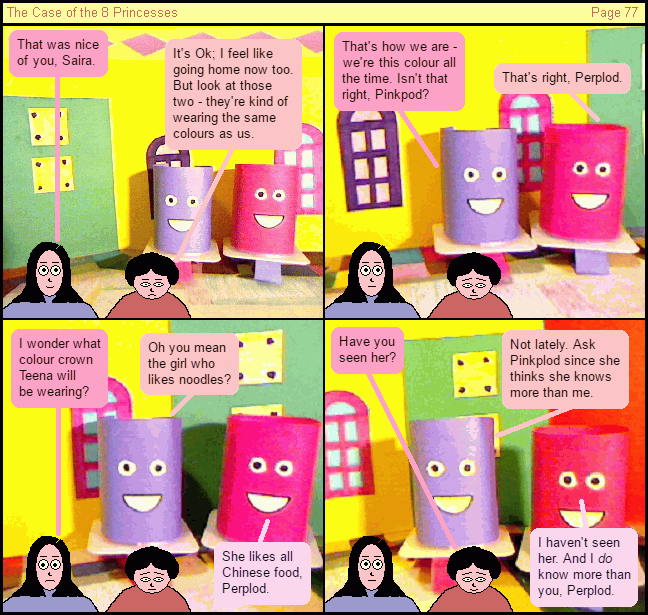 The Case of the 8 Princesses
Page 77
That was nice
of you, Saira.
It's Ok; I feel like
going home now too.
But look at those
two - they're kind of
wearing the same
colours as us.
That's how we are -
we're this colour all
the time. Isn't that
right, Pinkpod?
That's right, Perplod.
I wonder what
colour crown
Teena will
be wearing?
Oh you mean
the girl who
likes noodles?
She likes all
Chinese food,
Perplod.
Have you
seen her?
Not lately. Ask
Pinkplod since she
thinks she knows
more than me.
I haven't seen
her. And I do
know more than
you, Perplod.